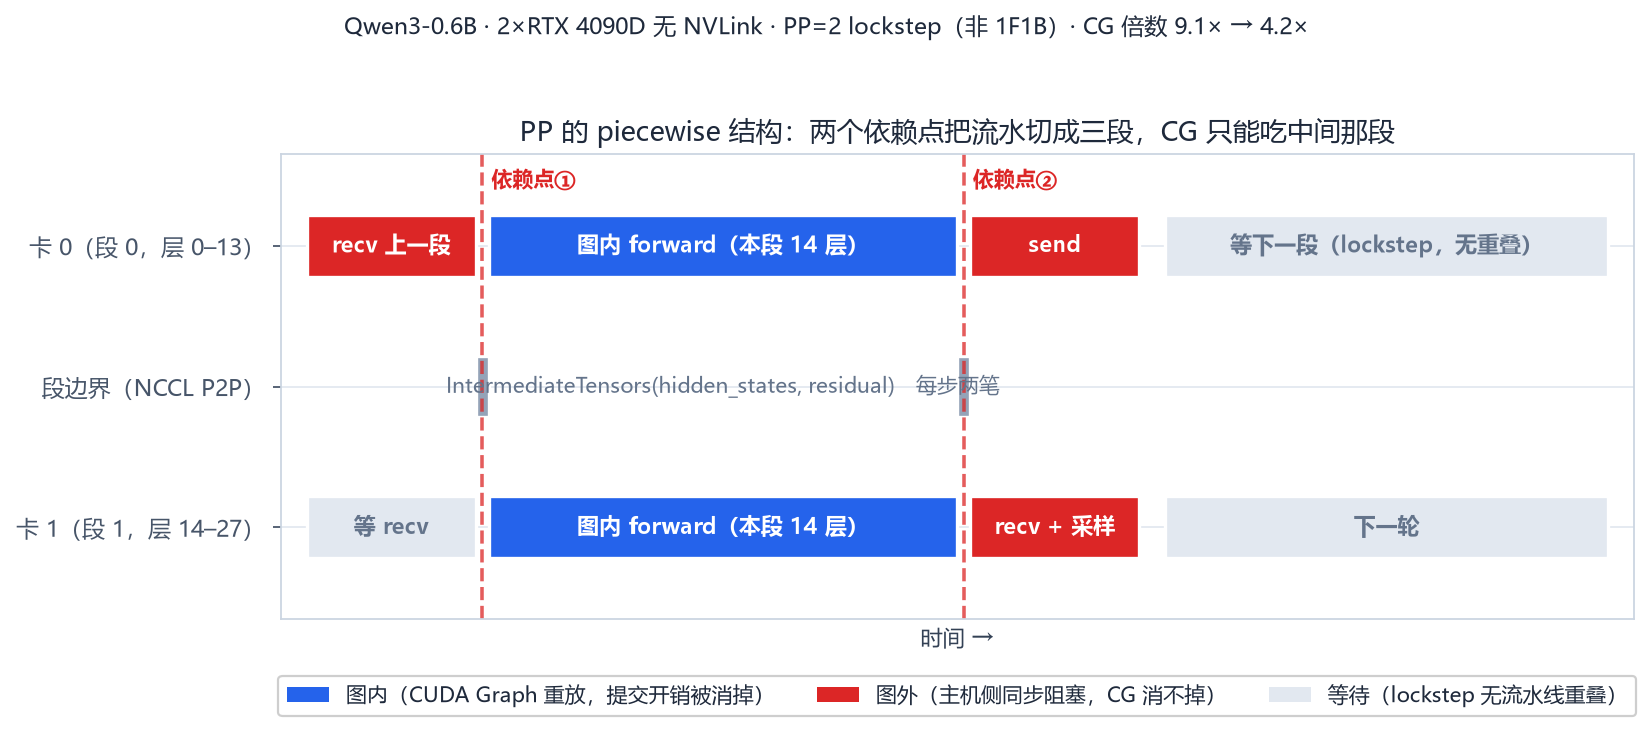 Qwen3-0.6B · 2×RTX 4090D 无 NVLink · PP=2 lockstep（非 1F1B）· CG 倍数 9.1× → 4.2×
PP 的 piecewise 结构：两个依赖点把流水切成三段，CG 只能吃中间那段
依赖点①
依赖点②
卡 0（段 0，层 0–13）
recv 上一段
图内 forward（本段 14 层）
send
等下一段（lockstep，无重叠）
段边界（NCCL P2P）
IntermediateTensors(hidden_states, residual) 每步两笔
卡 1（段 1，层 14–27）
等 recv
图内 forward（本段 14 层）
recv + 采样
下一轮
时间 →
图内（CUDA Graph 重放，提交开销被消掉）
图外（主机侧同步阻塞，CG 消不掉）
等待（lockstep 无流水线重叠）